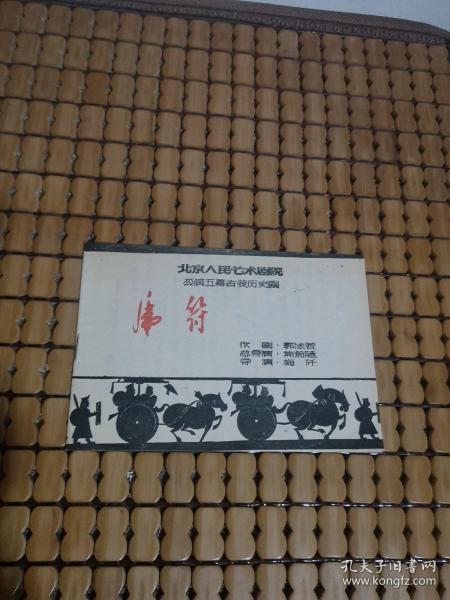 北京人民艺术剧院
公演五幕古装历史剧
虎符
作剧：郭沫若
总导演：焦菊隐
导演：梅阡
孔夫子旧书网
www.kongfz.com